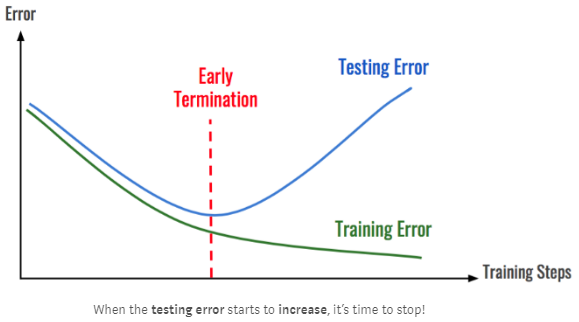 Error
Early
Termination
Testing Error
Training Error
Training Steps
When the testing error starts to increase, it's time to stop!